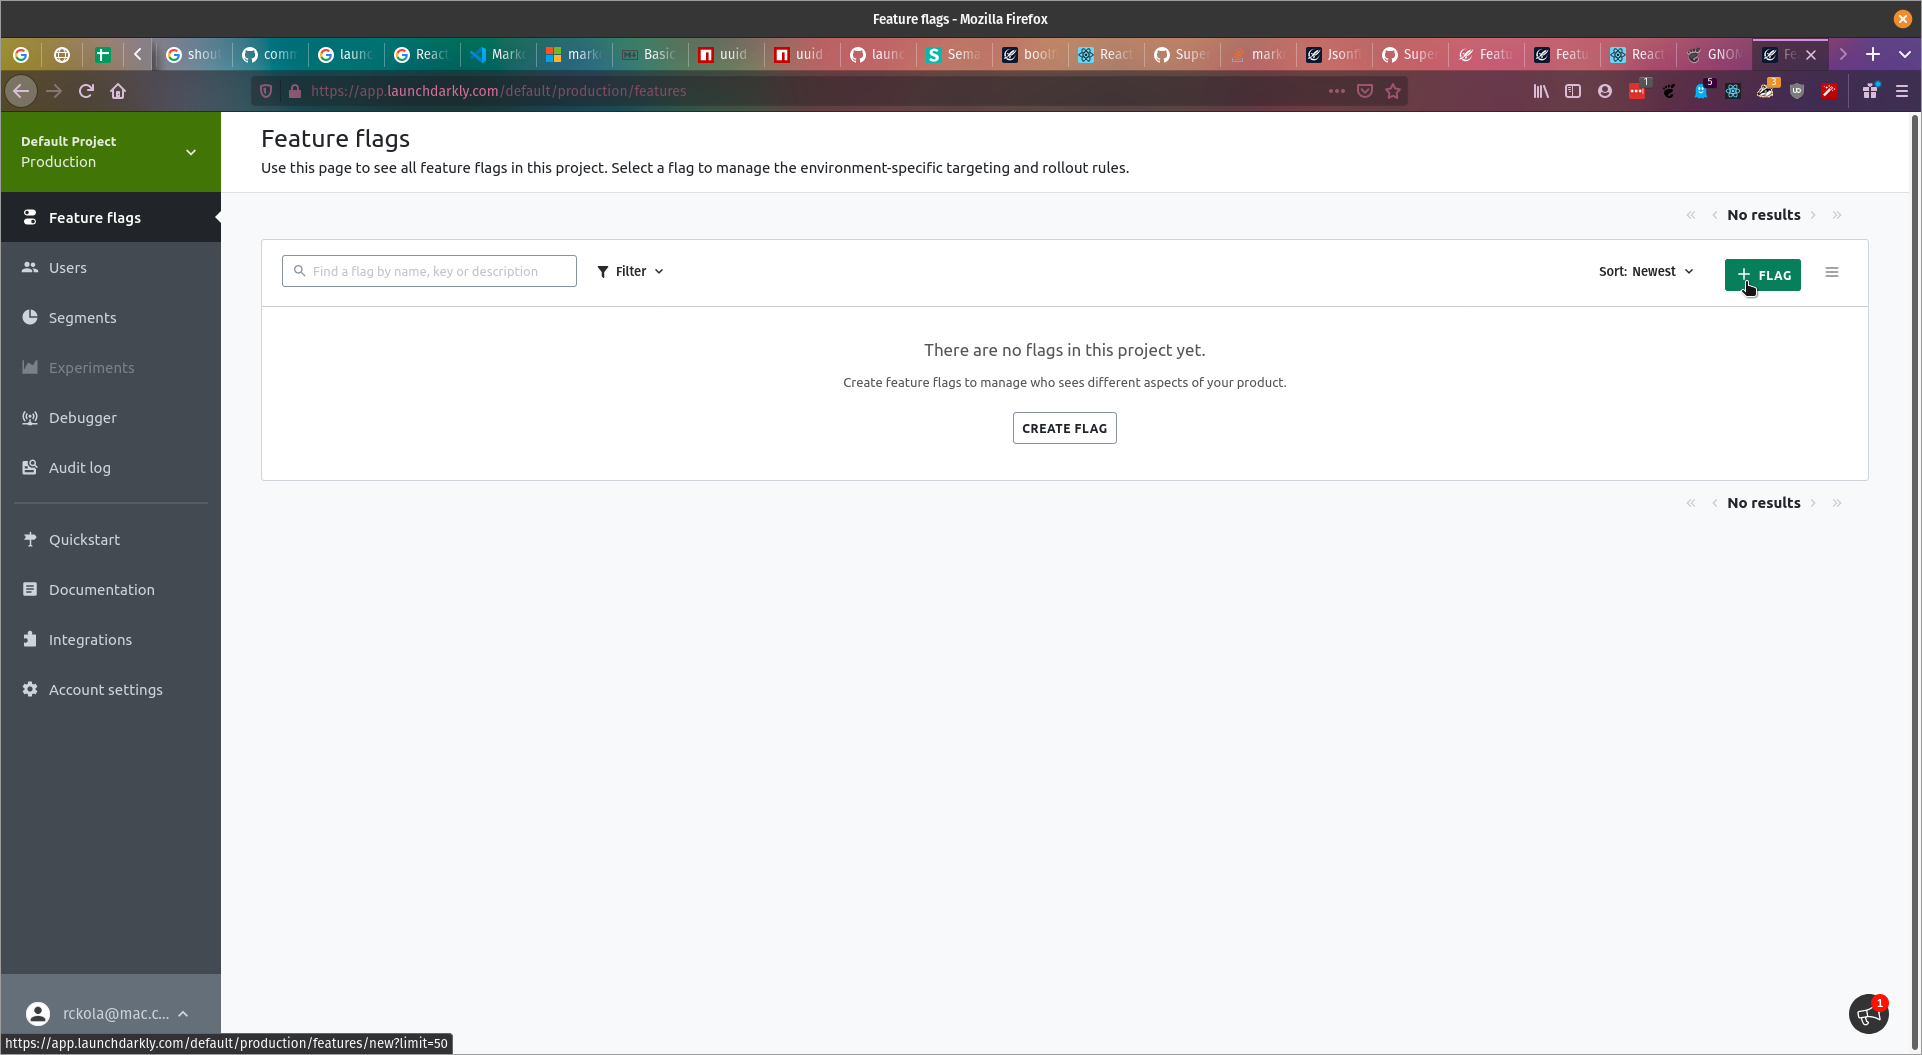 Feature flags - Mozilla Firefox
shou
comm
launc
React
Mark
mark
Basic
uuid
uuid
launc
Sema
boolf
React
Super
mark
Jsonf
Super
Featu
Featu
React
GNOM
Fe
https://app.launchdarkly.com/default/production/features
1
5
3
Default Project
Production
Feature flags
Users
Segments
Experiments
Debugger
Audit log
Quickstart
Documentation
Integrations
Account settings
rckola@mac.c...
Feature flags
Use this page to see all feature flags in this project. Select a flag to manage the environment-specific targeting and rollout rules.
« ‹ No results › »
Find a flag by name, key or description
Filter
Sort: Newest
+ FLAG
There are no flags in this project yet.
Create feature flags to manage who sees different aspects of your product.
CREATE FLAG
« ‹ No results › »
1
https://app.launchdarkly.com/default/production/features/new?limit=50